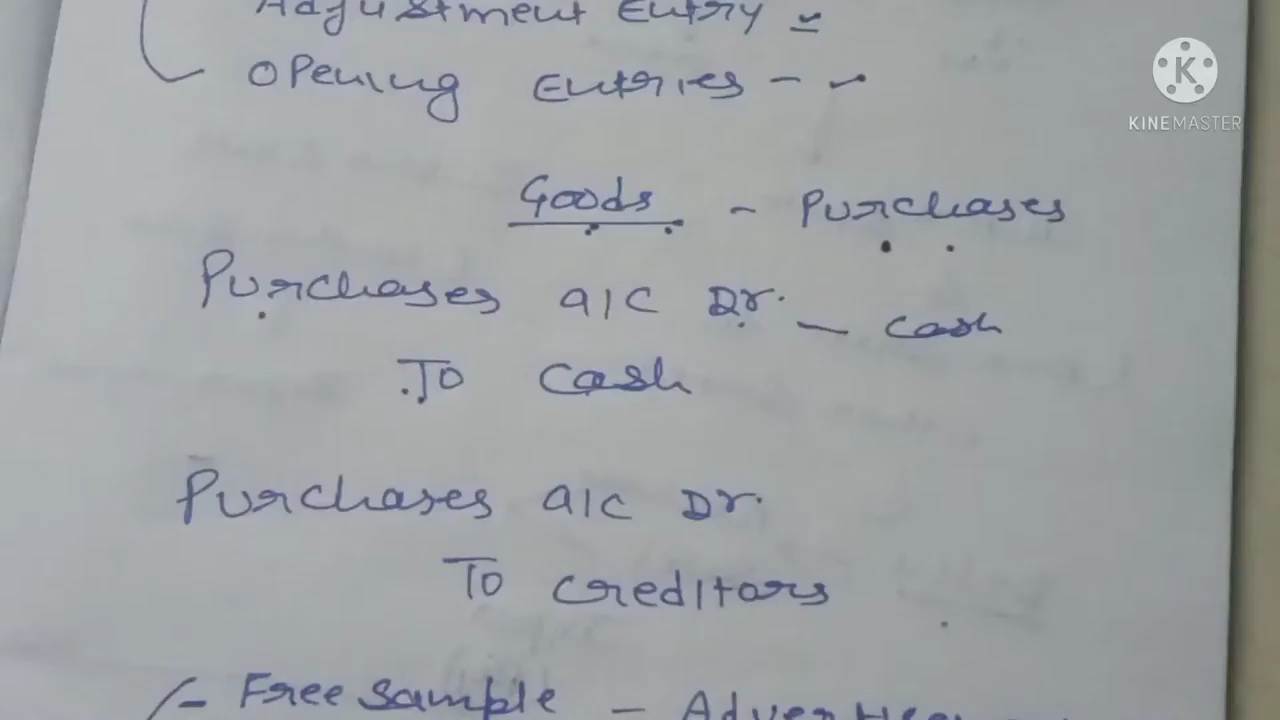 Adjustment Entry =
Opening Entries - -
K
KINEMASTER
Goods - Purchases
Purchases a/c Dr. - cash
To cash
Purchases a/c Dr.
To creditors
/- Free Sample -